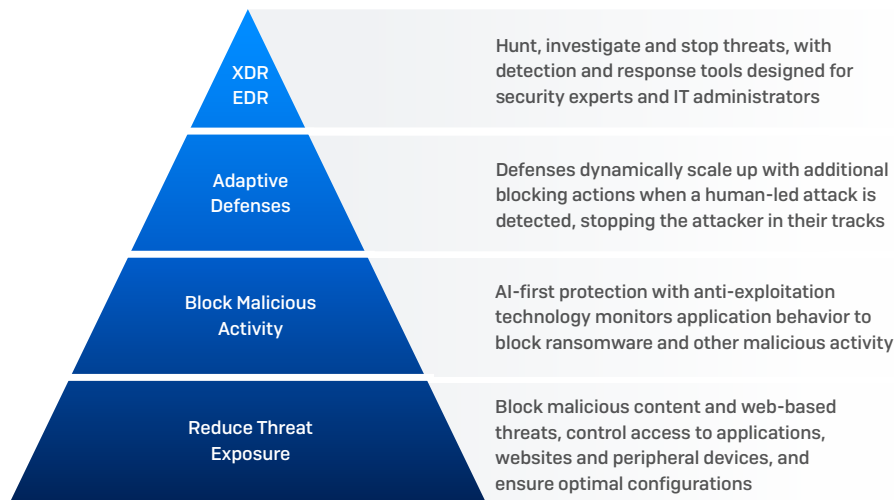 XDR
EDR
Hunt, investigate and stop threats, with
detection and response tools designed for
security experts and IT administrators
Adaptive
Defenses
Defenses dynamically scale up with additional
blocking actions when a human-led attack is
detected, stopping the attacker in their tracks
Block Malicious
Activity
AI-first protection with anti-exploitation
technology monitors application behavior to
block ransomware and other malicious activity
Reduce Threat
Exposure
Block malicious content and web-based
threats, control access to applications,
websites and peripheral devices, and
ensure optimal configurations